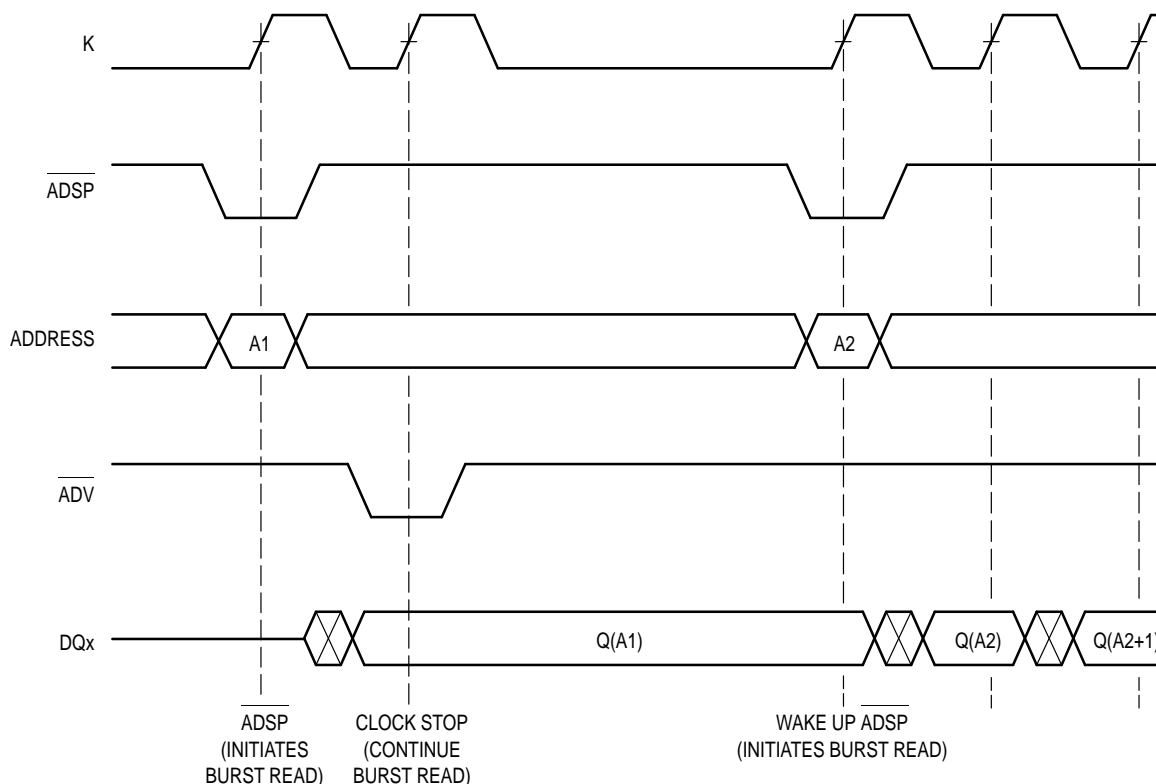 K
ADSP
ADDRESS
A1
A2
ADV
DQx
Q(A1)
Q(A2)
Q(A2+1)
ADSP
(INITIATES
BURST READ)
CLOCK STOP
(CONTINUE
BURST READ)
WAKE UP ADSP
(INITIATES BURST READ)